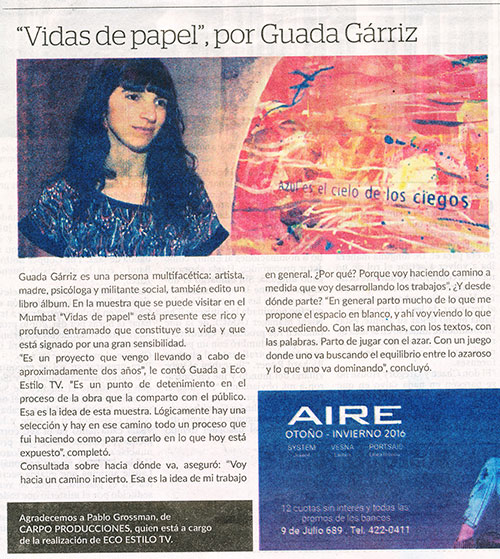 “Vidas de papel”, por Guada Gárriz
Azul es el cielo de los ciegos
Guada Gárriz es una persona multifacética: artista,
madre, psicóloga y militante social, también edito un
libro álbum. En la muestra que se puede visitar en el
Mumbat “Vidas de papel” está presente ese rico y
profundo entramado que constituye su vida y que
está signado por una gran sensibilidad.
“Es un proyecto que vengo llevando a cabo de
aproximadamente dos años”, le contó Guada a Eco
Estilo TV. “Es un punto de detenimiento en el
proceso de la obra que la comparto con el público.
Esa es la idea de esta muestra. Lógicamente hay una
selección y hay en ese camino todo un proceso que
fui haciendo como para cerrarlo en lo que hoy está
expuesto”, completó.
Consultada sobre hacia dónde va, aseguró: “Voy
hacia un camino incierto. Esa es la idea de mi trabajo
en general. ¿Por qué? Porque voy haciendo camino a
medida que voy desarrollando los trabajos”. ¿Y desde
dónde parte? “En general parto mucho de lo que me
propone el espacio en blanco, y ahí voy viendo lo que
va sucediendo. Con las manchas, con los textos, con
las palabras. Parto de jugar con el azar. Con un juego
donde uno va buscando el equilibrio entre lo azaroso
y lo que uno va dominando”, concluyó.
Agradecemos a Pablo Grossman, de
CARPO PRODUCCIONES, quien está a cargo
de la realización de ECO ESTILO TV.
AIRE
OTOÑO - INVIERNO 2016
SYSTEM VESNA PORTSAID
12 cuotas sin interés y todas las
promos de los bancos
9 de Julio 689 . Tel. 422-0411